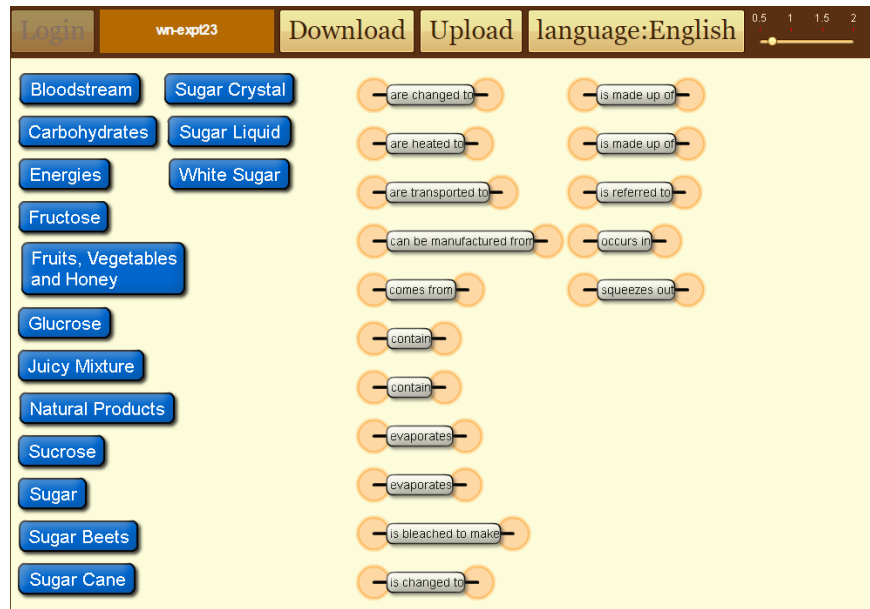 Login
wn-expt23
Download
Upload
language:English
0.5 1 1.5 2
Bloodstream
Carbohydrates
Energies
Fructose
Fruits, Vegetables
and Honey
Glucrose
Juicy Mixture
Natural Products
Sucrose
Sugar
Sugar Beets
Sugar Cane
Sugar Crystal
Sugar Liquid
White Sugar
are changed to
are heated to
are transported to
can be manufactured from
comes from
contain
contain
evaporates
evaporates
is bleached to make
is changed to
is made up of
is made up of
is referred to
occurs in
squeezes out